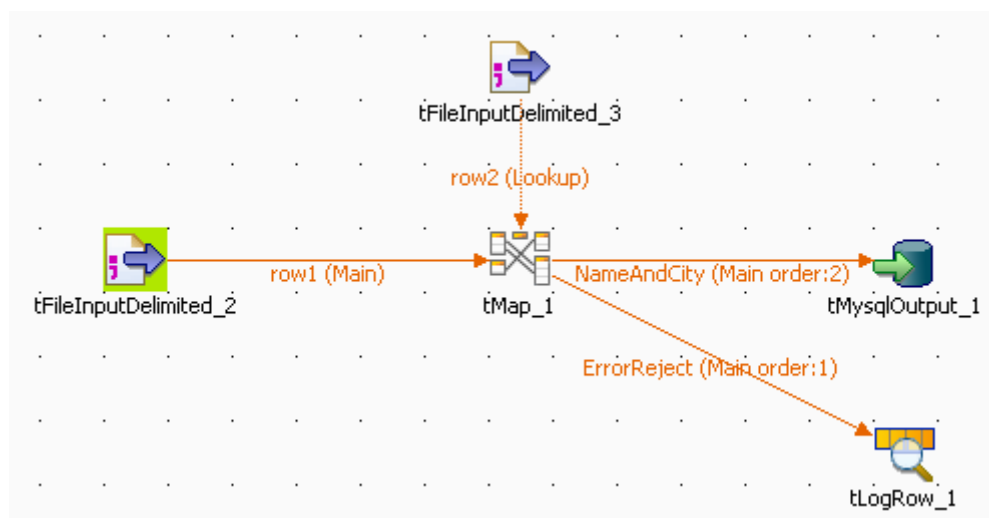 tFileInputDelimited_3
row2 (Lookup)
row1 (Main)
NameAndCity (Main order:2)
tFileInputDelimited_2
tMap_1
tMysqlOutput_1
ErrorReject (Main order:1)
tLogRow_1